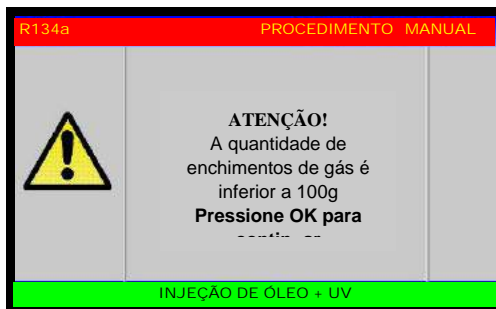 R134a PROCEDIMENTO MANUAL
ATENÇÃO!
A quantidade de
enchimentos de gás é
inferior a 100g
Pressione OK para
INJEÇÃO DE ÓLEO + UV